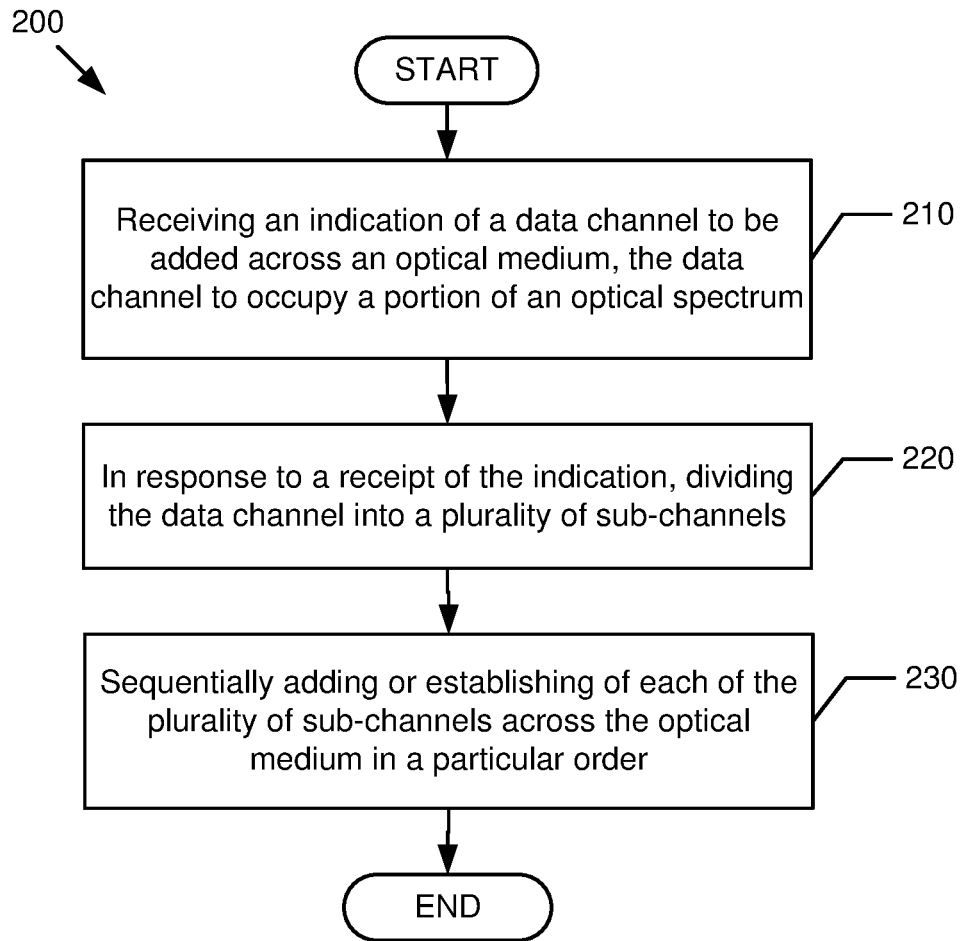 200
START
Receiving an indication of a data channel to be
added across an optical medium, the data
channel to occupy a portion of an optical spectrum
210
In response to a receipt of the indication, dividing
the data channel into a plurality of sub-channels
220
Sequentially adding or establishing of each of the
plurality of sub-channels across the optical
medium in a particular order
230
END